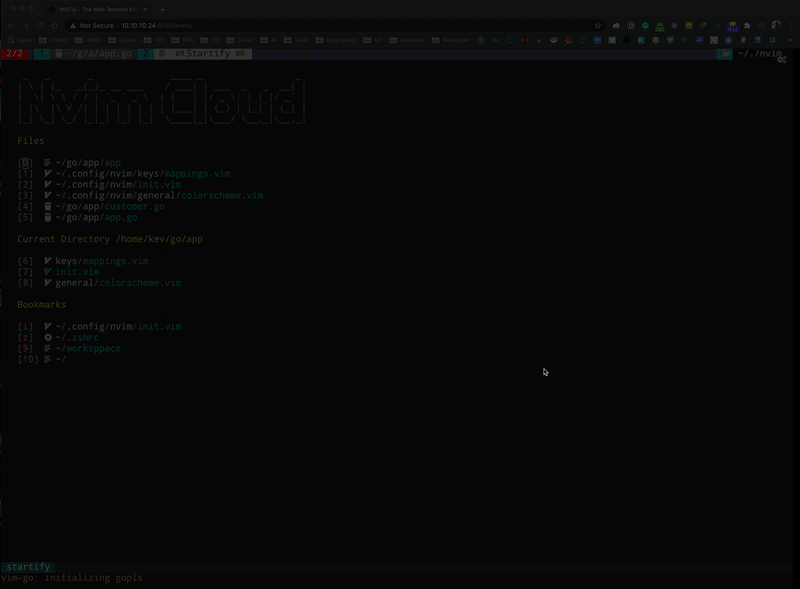 WeTTy - The Web Terminal Em
Not Secure 10.10.10.24:6080/wetty
Apps
2/2 1 ~/g/a/app.go 2 Startify ~/./nvim
Nvim Cloud
Files
[0] ~/go/app/app
[1] ~/.config/nvim/keys/mappings.vim
[2] ~/.config/nvim/init.vim
[3] ~/.config/nvim/general/colorscheme.vim
[4] ~/go/app/customer.go
[5] ~/go/app/app.go
Current Directory /home/kev/go/app
[6] keys/mappings.vim
[7] init.vim
[8] general/colorscheme.vim
Bookmarks
[i] ~/.config/nvim/init.vim
[z] ~/.zshrc
[9] ~/worksppace
[10] ~/
startify
vim-go: initializing gopls